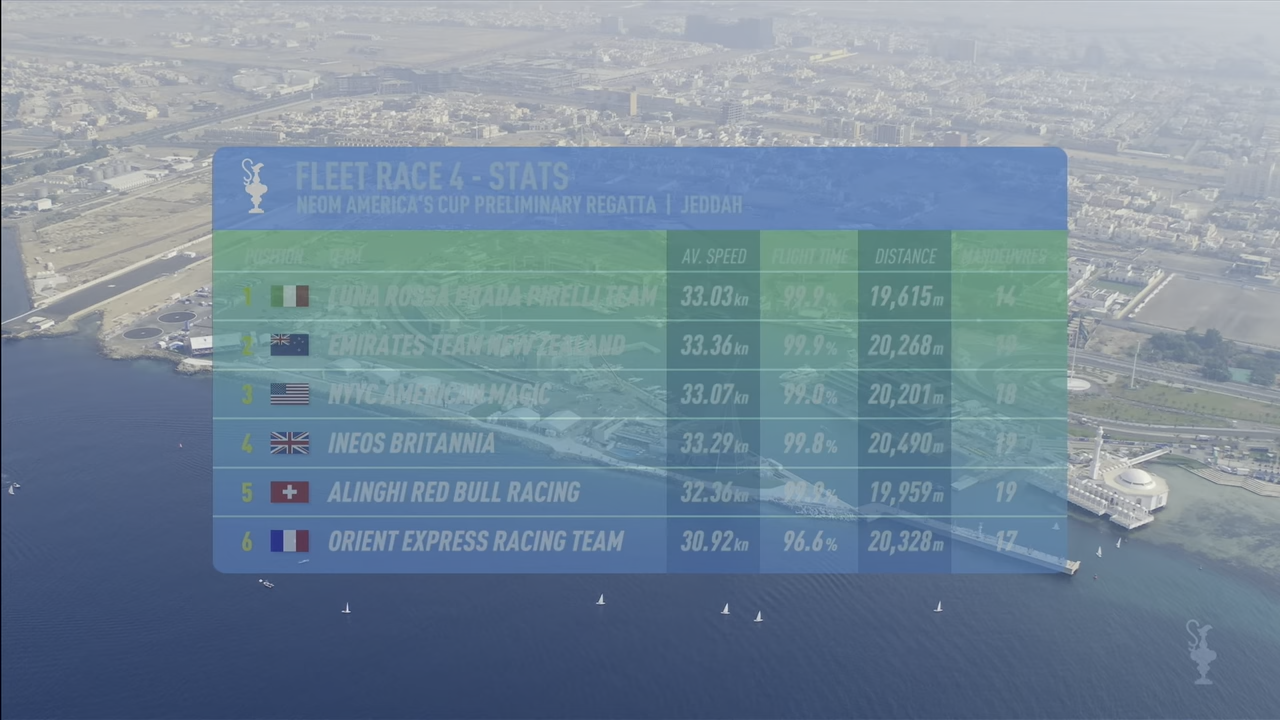 FLEET RACE 4 - STATS
NEOM AMERICA'S CUP PRELIMINARY REGATTA | JEDDAH
POSITION TEAM AV. SPEED FLIGHT TIME DISTANCE MANOEUVRES
1 LUNA ROSSA PRADA PIRELLI TEAM 33.03kn 99.9% 19,615m 14
2 EMIRATES TEAM NEW ZEALAND 33.36kn 99.9% 20,268m
3 NYYC AMERICAN MAGIC 33.07kn 99.0% 20,201m 18
4 INEOS BRITANNIA 33.29kn 99.8% 20,490m 19
5 ALINGHI RED BULL RACING 32.36kn 19,959m 19
6 ORIENT EXPRESS RACING TEAM 30.92kn 96.6% 20,328m 17